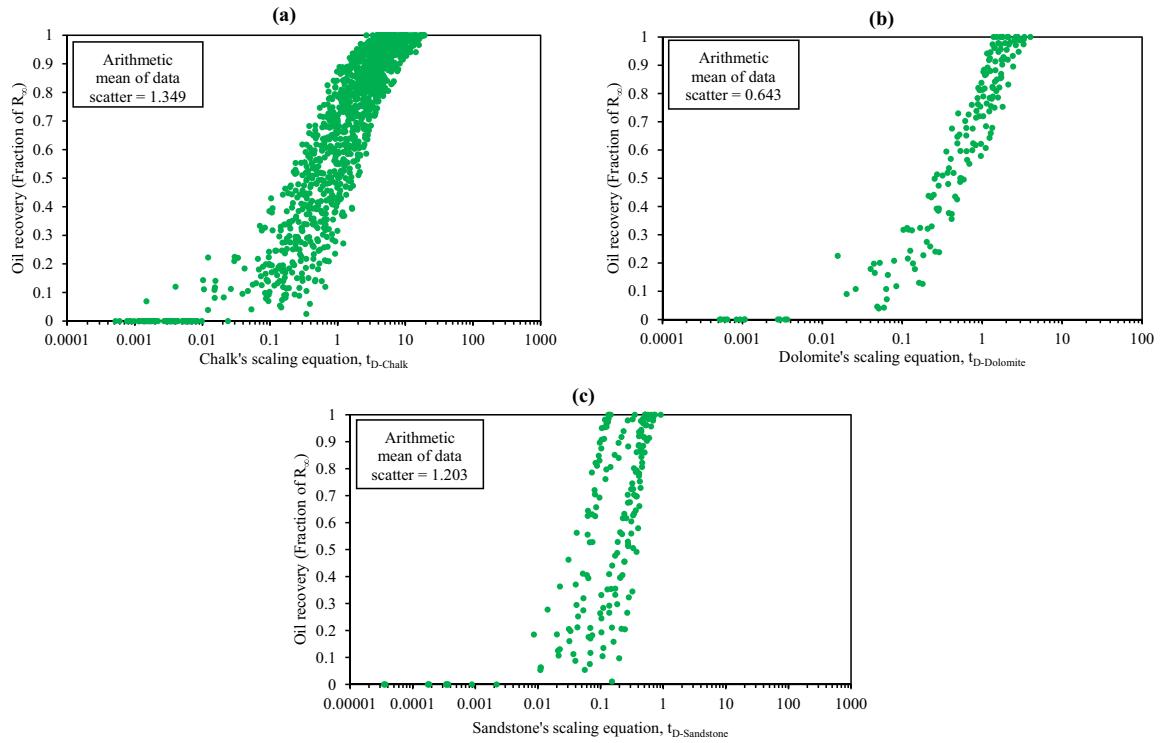 (a)
Arithmetic
mean of data
scatter = 1.349
Oil recovery (Fraction of R∞)
1
0.9
0.8
0.7
0.6
0.5
0.4
0.3
0.2
0.1
0
0.0001 0.001 0.01 0.1 1 10 100 1000
Chalk's scaling equation, tD-Chalk
(b)
Arithmetic
mean of data
scatter = 0.643
Oil recovery (Fraction of R∞)
1
0.9
0.8
0.7
0.6
0.5
0.4
0.3
0.2
0.1
0
0.0001 0.001 0.01 0.1 1 10 100
Dolomite's scaling equation, tD-Dolomite
(c)
Arithmetic
mean of data
scatter = 1.203
Oil recovery (Fraction of R∞)
1
0.9
0.8
0.7
0.6
0.5
0.4
0.3
0.2
0.1
0
0.00001 0.0001 0.001 0.01 0.1 1 10 100 1000
Sandstone's scaling equation, tD-Sandstone